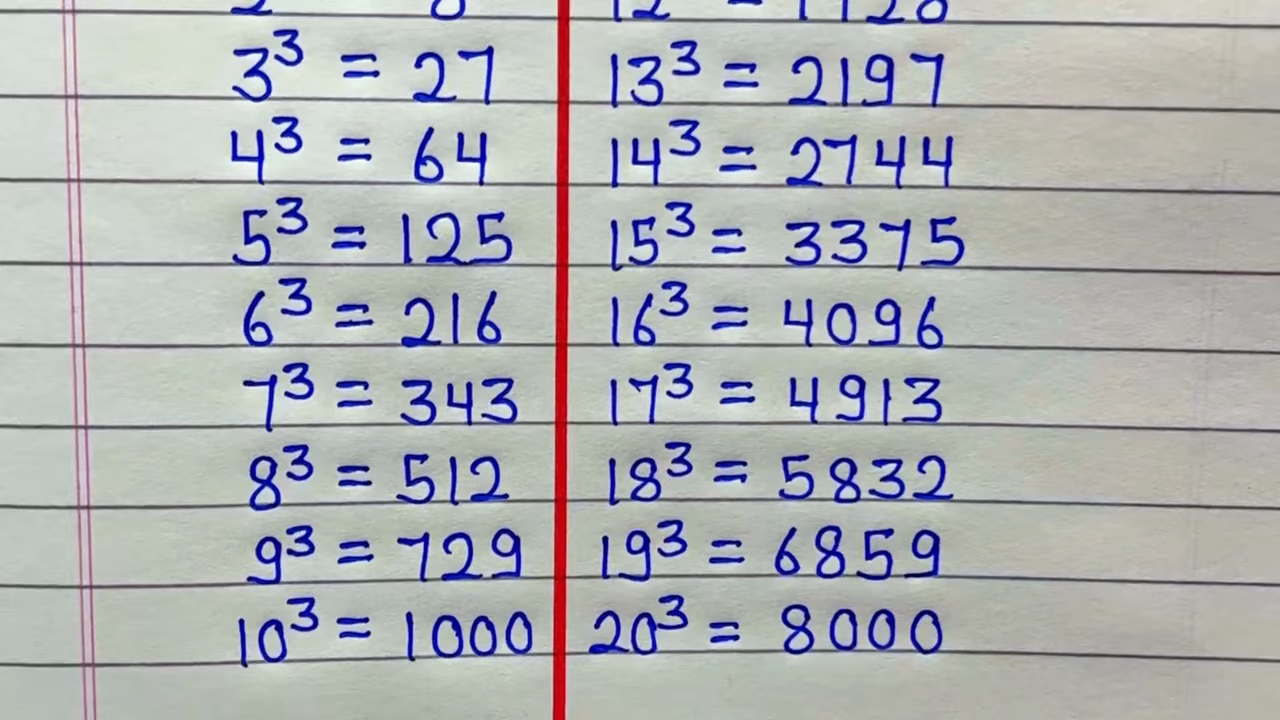 3³ = 27
4³ = 64
5³ = 125
6³ = 216
7³ = 343
8³ = 512
9³ = 729
10³ = 1000
13³ = 2197
14³ = 2744
15³ = 3375
16³ = 4096
17³ = 4913
18³ = 5832
19³ = 6859
20³ = 8000